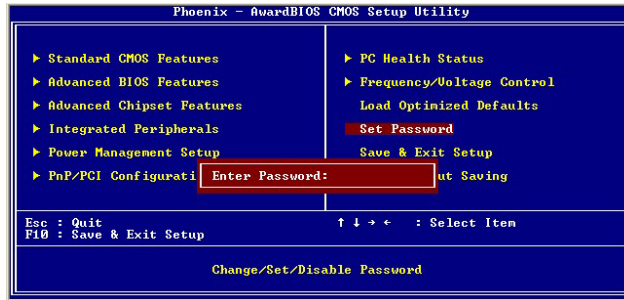 Phoenix - AwardBIOS CMOS Setup Utility
▶ Standard CMOS Features
▶ Advanced BIOS Features
▶ Advanced Chipset Features
▶ Integrated Peripherals
▶ Power Management Setup
▶ PnP/PCI Configurati
▶ PC Health Status
▶ Frequency/Voltage Control
Load Optimized Defaults
Set Password
Save & Exit Setup
ut Saving
Enter Password:
Esc : Quit
F10 : Save & Exit Setup
↑ ↓ → ← : Select Item
Change/Set/Disable Password